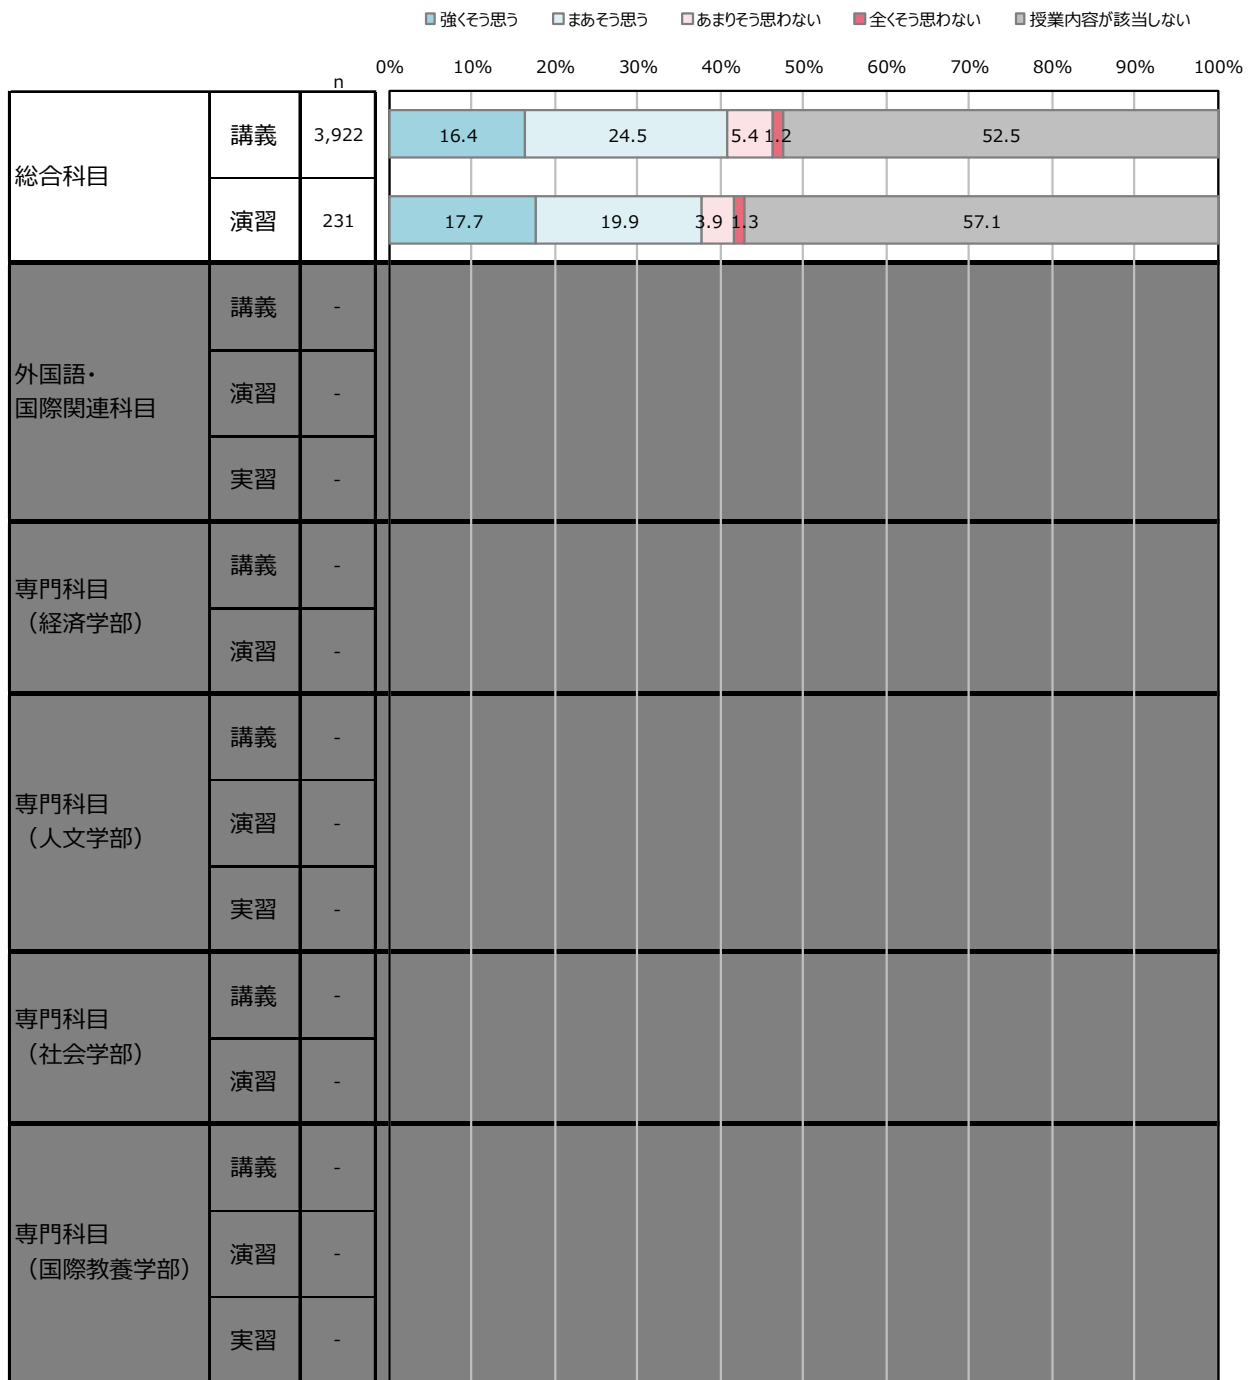 強くそう思う まあそう思う あまりそう思わない 全くそう思わない 授業内容が該当しない
n 0% 10% 20% 30% 40% 50% 60% 70% 80% 90% 100%
総合科目
講義 3,922 16.4 24.5 5.4 1.2 52.5
演習 231 17.7 19.9 3.9 1.3 57.1
外国語・
国際関連科目
講義 -
演習 -
実習 -
専門科目
（経済学部）
講義 -
演習 -
専門科目
（人文学部）
講義 -
演習 -
実習 -
専門科目
（社会学部）
講義 -
演習 -
専門科目
（国際教養学部）
講義 -
演習 -
実習 -